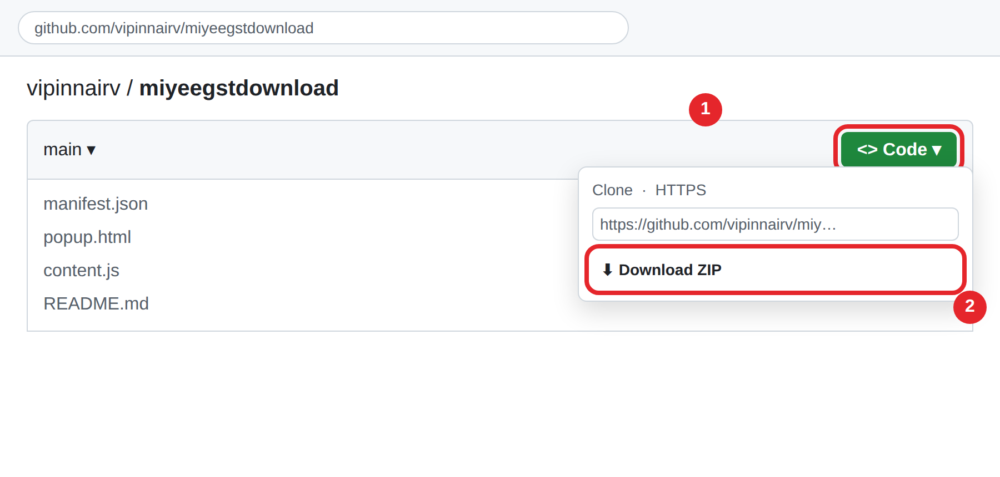 github.com/vipinnairv/miyeegstdownload
vipinnairv / miyeegstdownload
1
main ▾
<> Code ▾
Clone · HTTPS
manifest.json
https://github.com/vipinnairv/miy…
popup.html
⬇ Download ZIP
content.js
README.md
2